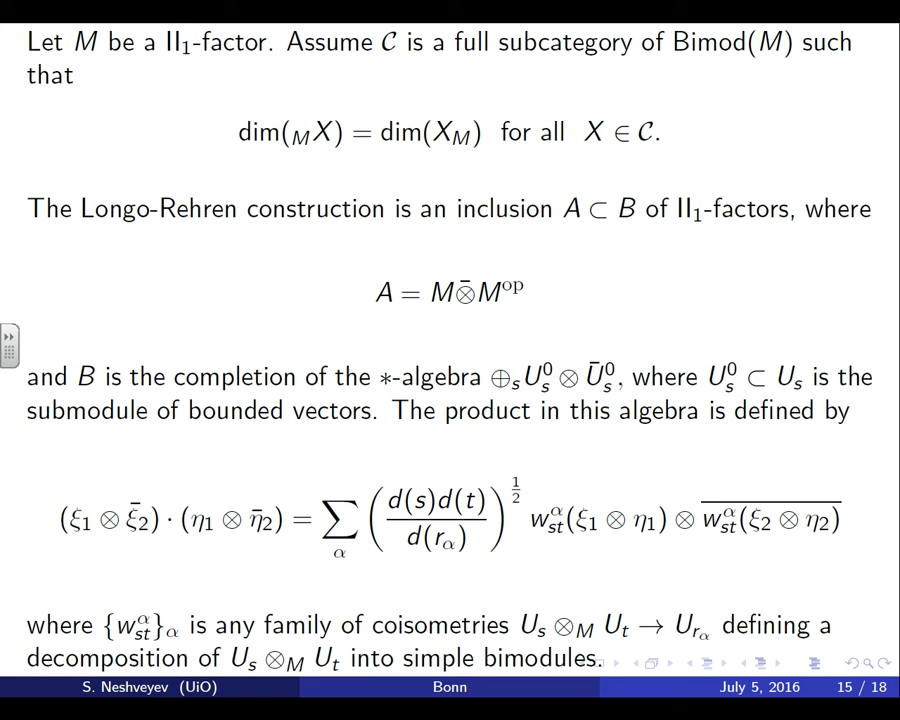 Let M be a II₁-factor. Assume 𝒞 is a full subcategory of Bimod(M) such
that
dim(_M X) = dim(X_M) for all X ∈ 𝒞.
The Longo-Rehren construction is an inclusion A ⊂ B of II₁-factors, where
A = M ⊗̄ M^op
and B is the completion of the ∗-algebra ⊕_s U_s^0 ⊗ Ū_s^0, where U_s^0 ⊂ U_s is the
submodule of bounded vectors. The product in this algebra is defined by
(ξ₁ ⊗ ξ̄₂) · (η₁ ⊗ η̄₂) = ∑_α (d(s)d(t) / d(r_α))^{1/2} w_{st}^α(ξ₁ ⊗ η₁) ⊗ \overline{w_{st}^α(ξ₂ ⊗ η₂)}
where {w_{st}^α}_α is any family of coisometries U_s ⊗_M U_t → U_{r_α} defining a
decomposition of U_s ⊗_M U_t into simple bimodules.
S. Neshveyev (UiO) Bonn July 5, 2016 15 / 18